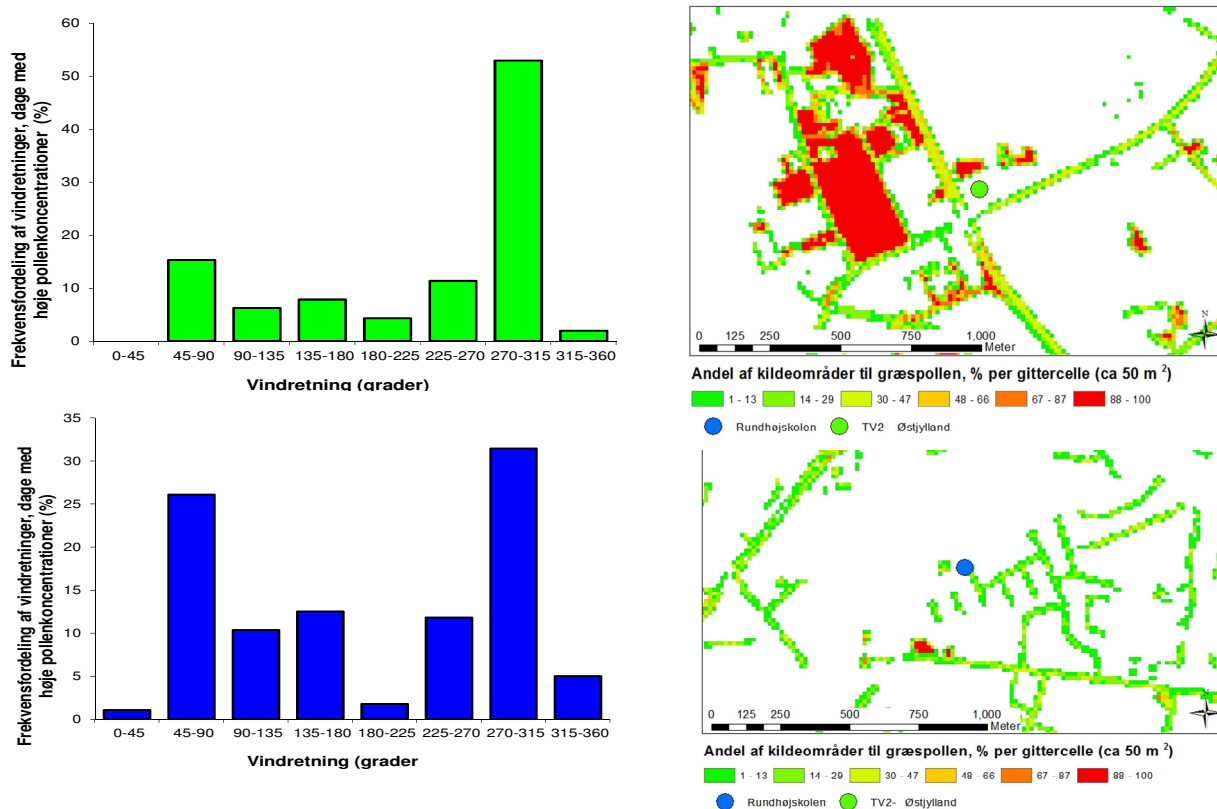 Frekvensfordeling af vindretninger, dage med
høje pollenkoncentrationer (%)
60
50
40
30
20
10
0
0-45 45-90 90-135 135-180 180-225 225-270 270-315 315-360
Vindretning (grader)
N
0 125 250 500 750 1.000
Meter
Andel af kildeområder til græspollen, % per gittercelle (ca 50 m 2)
1 - 13 14 - 29 30 - 47 48 - 66 67 - 87 88 - 100
Rundhøjskolen TV2 Østjylland
Frekvensfordeling af vindretninger, dage med
høje pollenkoncentrationer (%)
35
30
25
20
15
10
5
0
0-45 45-90 90-135 135-180 180-225 225-270 270-315 315-360
Vindretning (grader
N
0 125 250 500 750 1,000
Meter
Andel af kildeområder til græspollen, % per gittercelle (ca 50 m 2)
1 - 13 14 - 29 30 - 47 48 - 66 67 - 87 88 - 100
Rundhøjskolen TV2- Østjylland